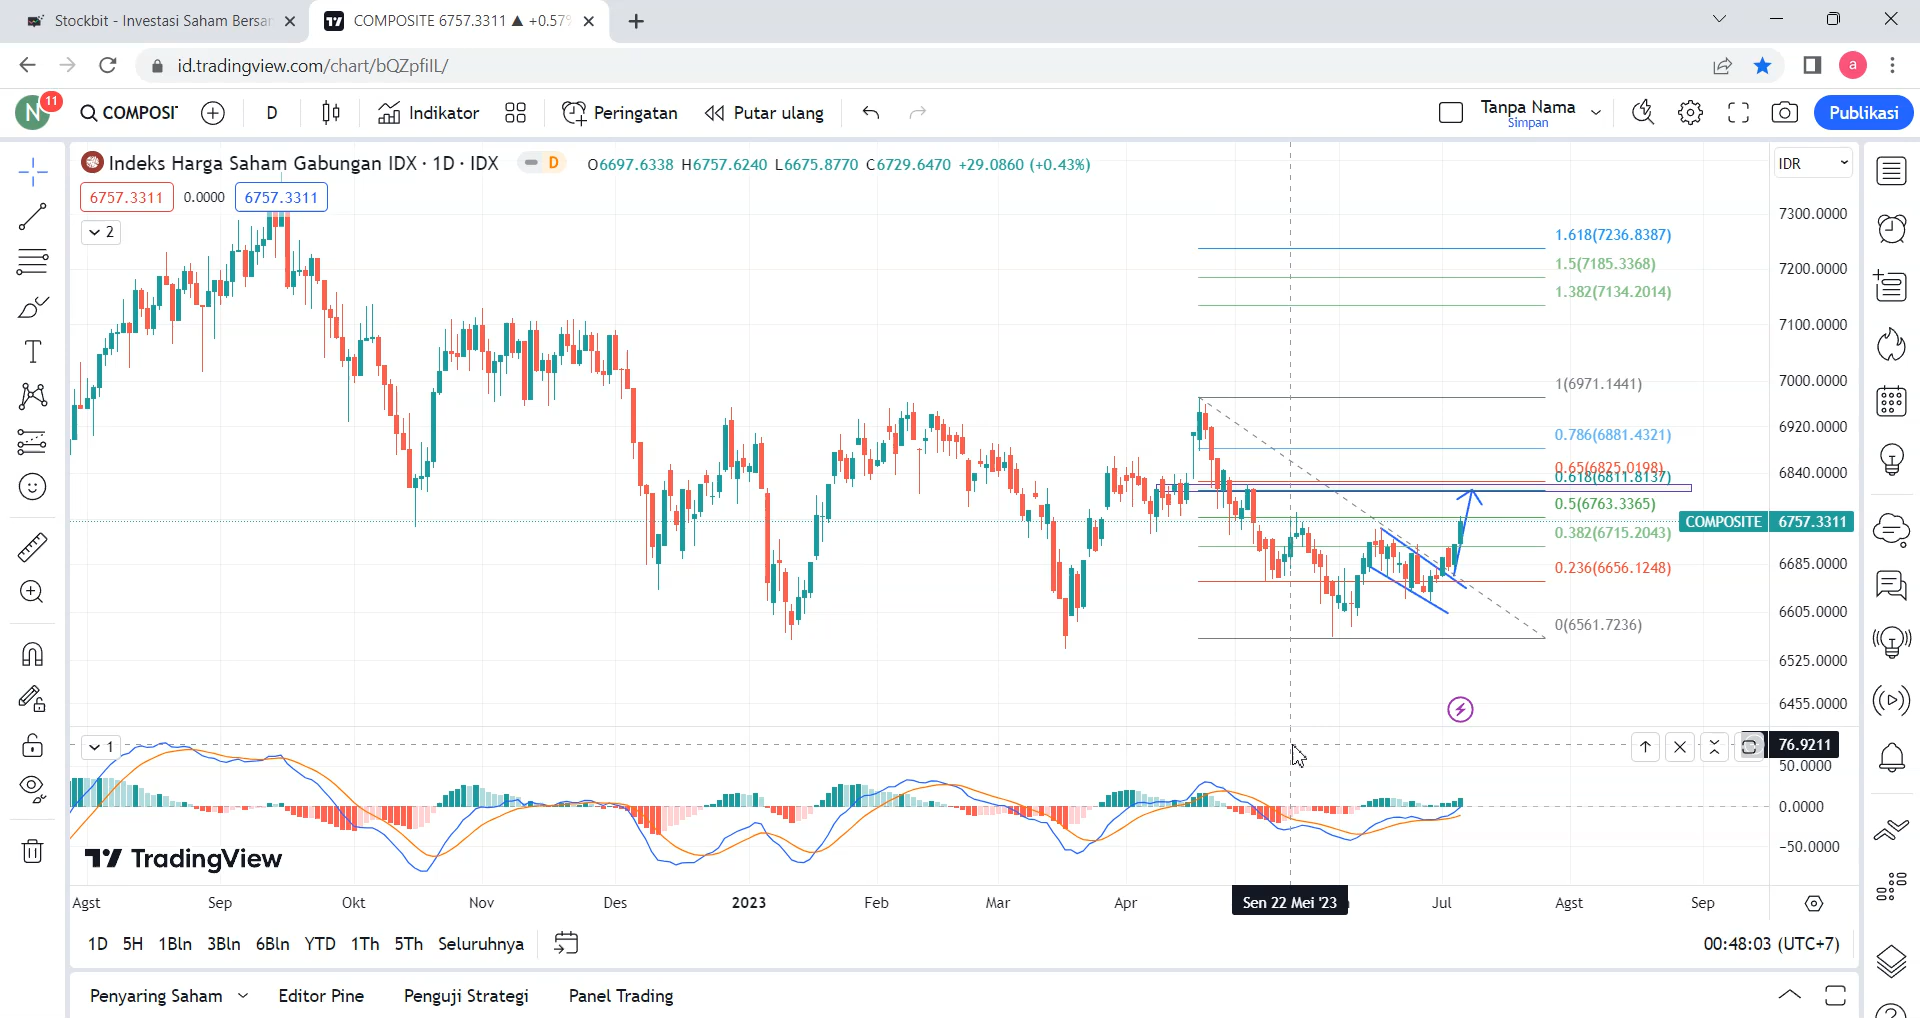 Stockbit - Investasi Saham Bersar
COMPOSITE 6757.3311 ▲ +0.57%
id.tradingview.com/chart/bQZpfiIL/
a
N
11
COMPOSIT
D
Indikator
Peringatan
Putar ulang
Tanpa Nama
Simpan
Publikasi
Indeks Harga Saham Gabungan IDX · 1D · IDX
D
O6697.6338 H6757.6240 L6675.8770 C6729.6470 +29.0860 (+0.43%)
IDR
6757.3311
0.0000
6757.3311
2
7300.0000
1.618(7236.8387)
1.5(7185.3368)
7200.0000
1.382(7134.2014)
7100.0000
1(6971.1441)
7000.0000
0.786(6881.4321)
6920.0000
0.65(6825.0198)
6840.0000
0.618(6811.8137)
0.5(6763.3365)
COMPOSITE 6757.3311
0.382(6715.2043)
0.236(6656.1248)
6685.0000
6605.0000
0(6561.7236)
6525.0000
6455.0000
1
76.9211
50.0000
0.0000
−50.0000
TradingView
Agst Sep Okt Nov Des 2023 Feb Mar Apr Sen 22 Mei '23 Jul Agst Sep
1D 5H 1Bln 3Bln 6Bln YTD 1Th 5Th Seluruhnya
00:48:03 (UTC+7)
Penyaring Saham Editor Pine Penguji Strategi Panel Trading